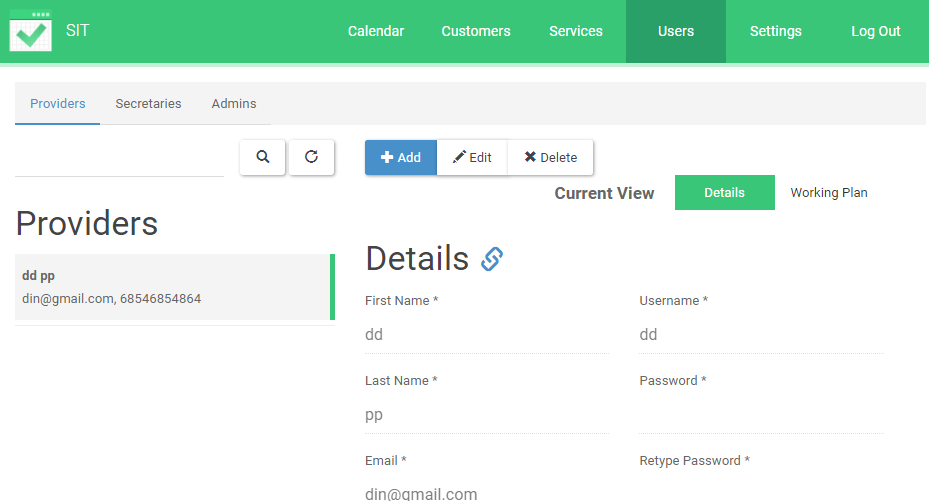 SIT
Calendar Customers Services Users Settings Log Out
Providers Secretaries Admins
Add Edit Delete
Current View Details Working Plan
Providers
dd pp
din@gmail.com, 68546854864
Details
First Name * Username *
dd dd
Last Name * Password *
pp
Email * Retype Password *
din@gmail.com